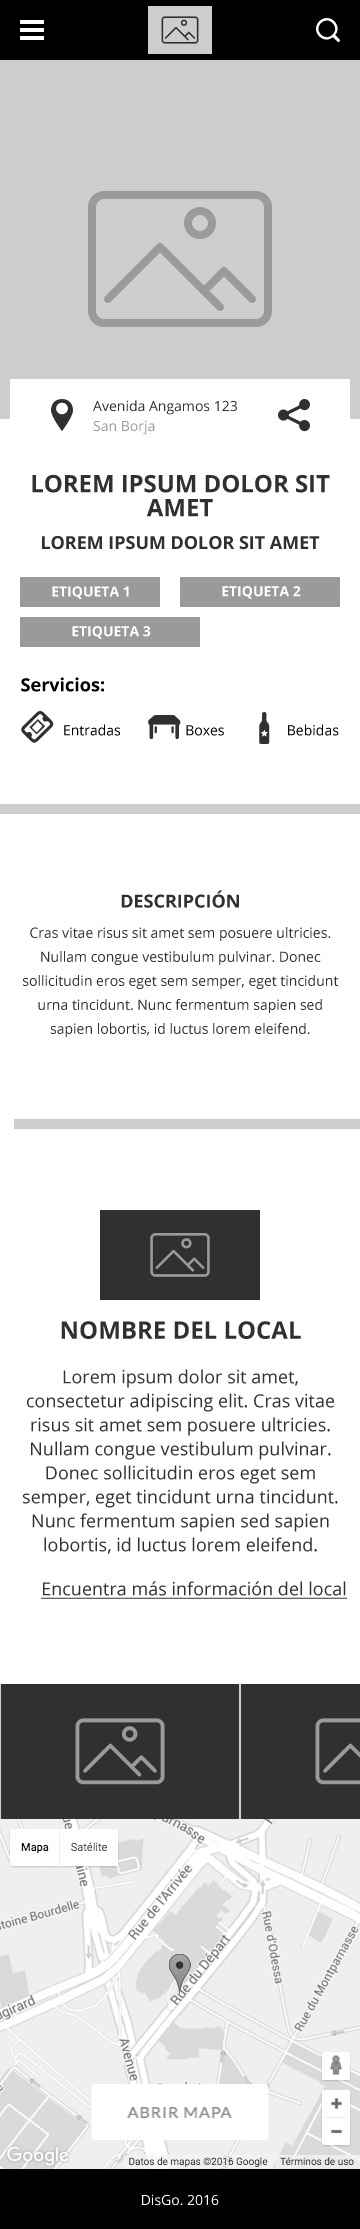 Avenida Angamos 123
San Borja
LOREM IPSUM DOLOR SIT
AMET
LOREM IPSUM DOLOR SIT AMET
ETIQUETA 1
ETIQUETA 2
ETIQUETA 3
Servicios:
Entradas
Boxes
Bebidas
DESCRIPCIÓN
Cras vitae risus sit amet sem posuere ultricies.
Nullam congue vestibulum pulvinar. Donec
sollicitudin eros eget sem semper, eget tincidunt
urna tincidunt. Nunc fermentum sapien sed
sapien lobortis, id luctus lorem eleifend.
NOMBRE DEL LOCAL
Lorem ipsum dolor sit amet,
consectetur adipiscing elit. Cras vitae
risus sit amet sem posuere ultricies.
Nullam congue vestibulum pulvinar.
Donec sollicitudin eros eget sem
semper, eget tincidunt urna tincidunt.
Nunc fermentum sapien sed sapien
lobortis, id luctus lorem eleifend.
Encuentra más información del local
Mapa
Satélite
Rue de l'Arrivée
toine Bourdelle
Rue du Départ
Rue d'Odessa
Rue du Montparnasse
ugirard
Avenue
ABRIR MAPA
Google
Datos de mapas ©2016 Google
Términos de uso
DisGo. 2016